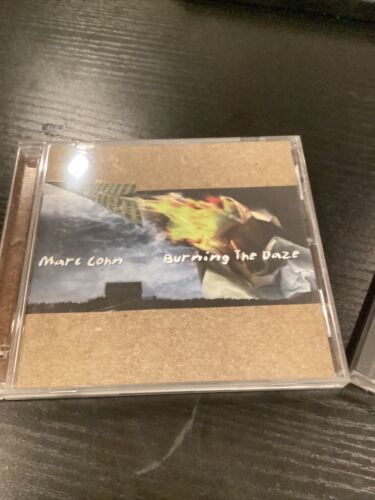 Marc Cohn Burning The Daze